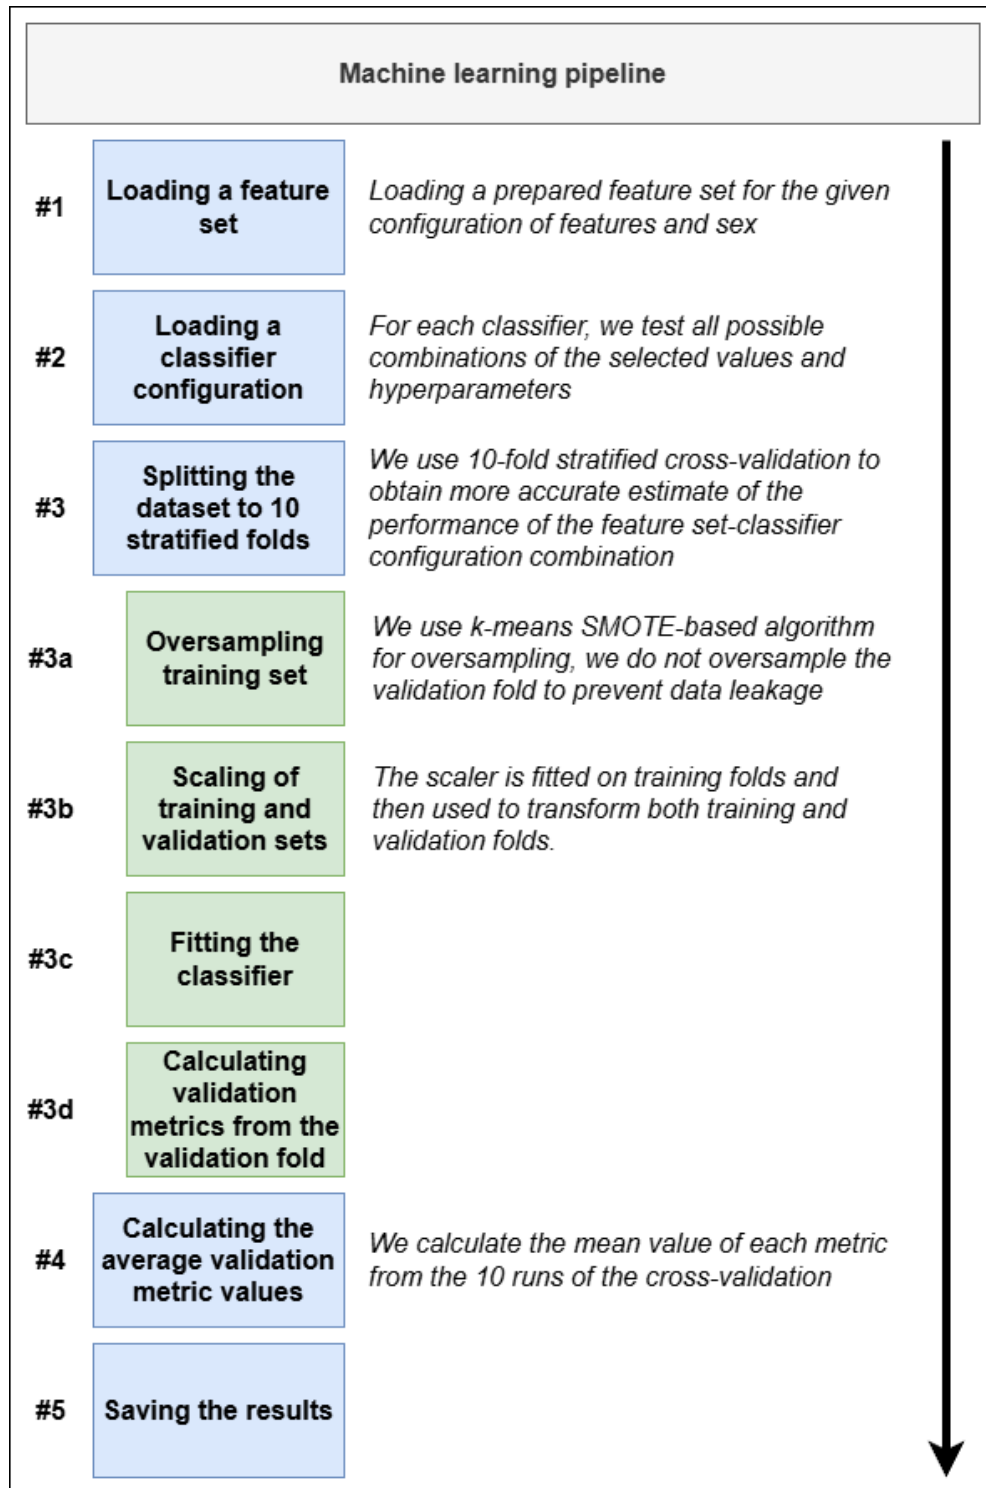 Machine learning pipeline
#1
Loading a feature
set
Loading a prepared feature set for the given
configuration of features and sex
#2
Loading a
classifier
configuration
For each classifier, we test all possible
combinations of the selected values and
hyperparameters
#3
Splitting the
dataset to 10
stratified folds
We use 10-fold stratified cross-validation to
obtain more accurate estimate of the
performance of the feature set-classifier
configuration combination
#3a
Oversampling
training set
We use k-means SMOTE-based algorithm
for oversampling, we do not oversample the
validation fold to prevent data leakage
#3b
Scaling of
training and
validation sets
The scaler is fitted on training folds and
then used to transform both training and
validation folds.
#3c
Fitting the
classifier
#3d
Calculating
validation
metrics from the
validation fold
#4
Calculating the
average validation
metric values
We calculate the mean value of each metric
from the 10 runs of the cross-validation
#5
Saving the results